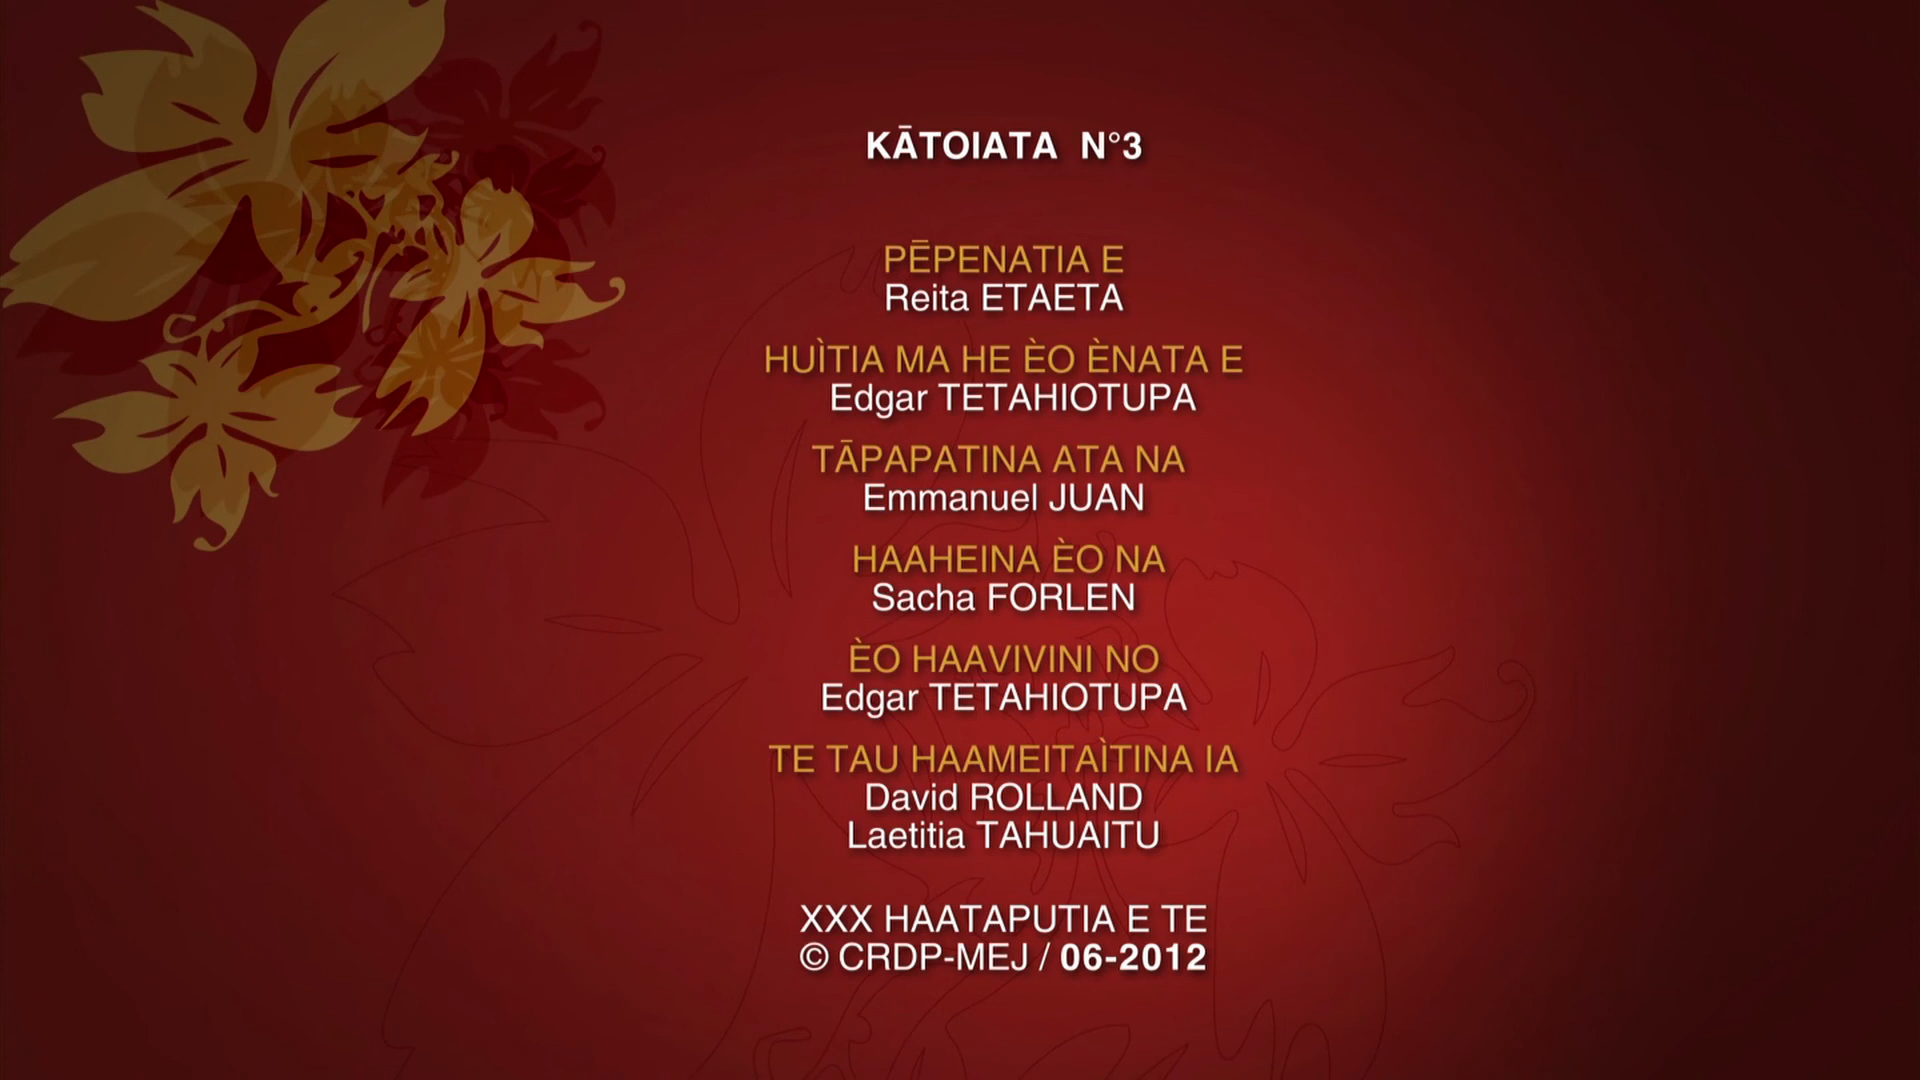 KĀTOIATA N°3
PĒPENATIA E
Reita ETAETA
HUÌTIA MA HE ÈO ÈNATA E
Edgar TETAHIOTUPA
TĀPAPATINA ATA NA
Emmanuel JUAN
HAAHEINA ÈO NA
Sacha FORLEN
ÈO HAAVIVINI NO
Edgar TETAHIOTUPA
TE TAU HAAMEITAÌTINA IA
David ROLLAND
Laetitia TAHUAITU
XXX HAATAPUTIA E TE
© CRDP-MEJ / 06-2012